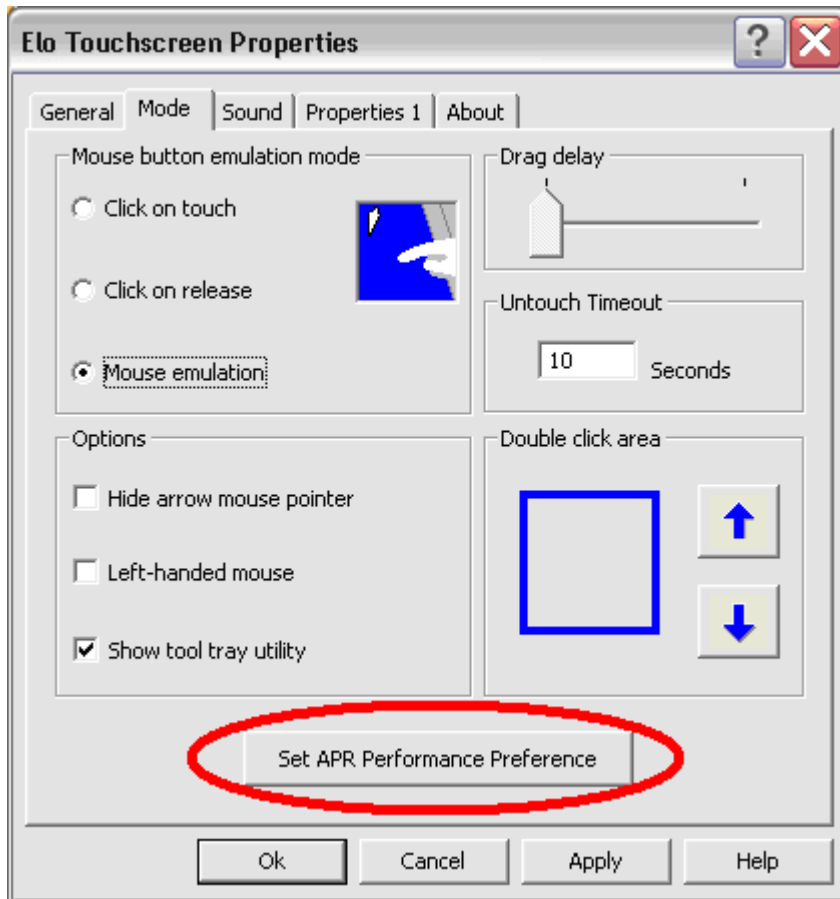 Elo Touchscreen Properties
General Mode Sound Properties 1 About
Mouse button emulation mode
Click on touch
Click on release
Mouse emulation
Drag delay
Untouch Timeout
10 Seconds
Options
Hide arrow mouse pointer
Left-handed mouse
Show tool tray utility
Double click area
Set APR Performance Preference
Ok Cancel Apply Help